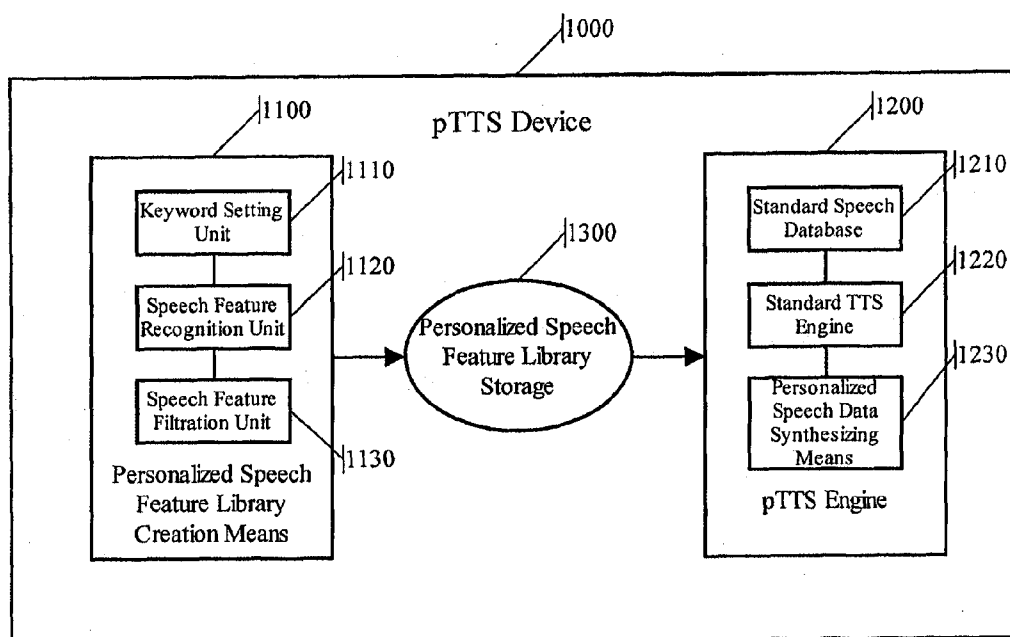 1000
pTTS Device
1100
1110
Keyword Setting
Unit
1120
Speech Feature
Recognition Unit
Speech Feature
Filtration Unit
1130
Personalized Speech
Feature Library
Creation Means
1300
Personalized Speech
Feature Library
Storage
1200
1210
Standard Speech
Database
1220
Standard TTS
Engine
1230
Personalized
Speech Data
Synthesizing
Means
pTTS Engine